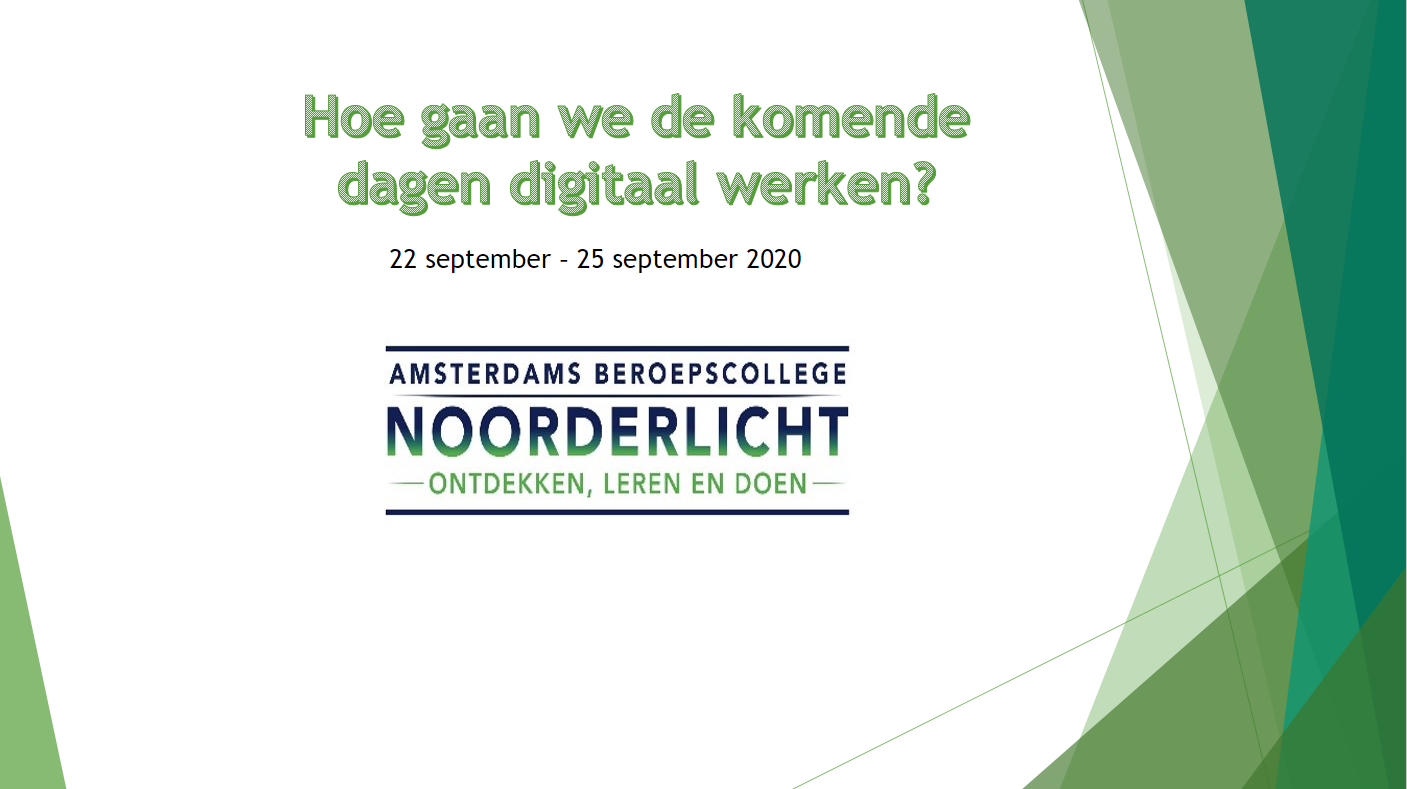 Hoe gaan we de komende
dagen digitaal werken?
22 september - 25 september 2020
AMSTERDAMS BEROEPSCOLLEGE
NOORDERLICHT
ONTDEKKEN, LEREN EN DOEN